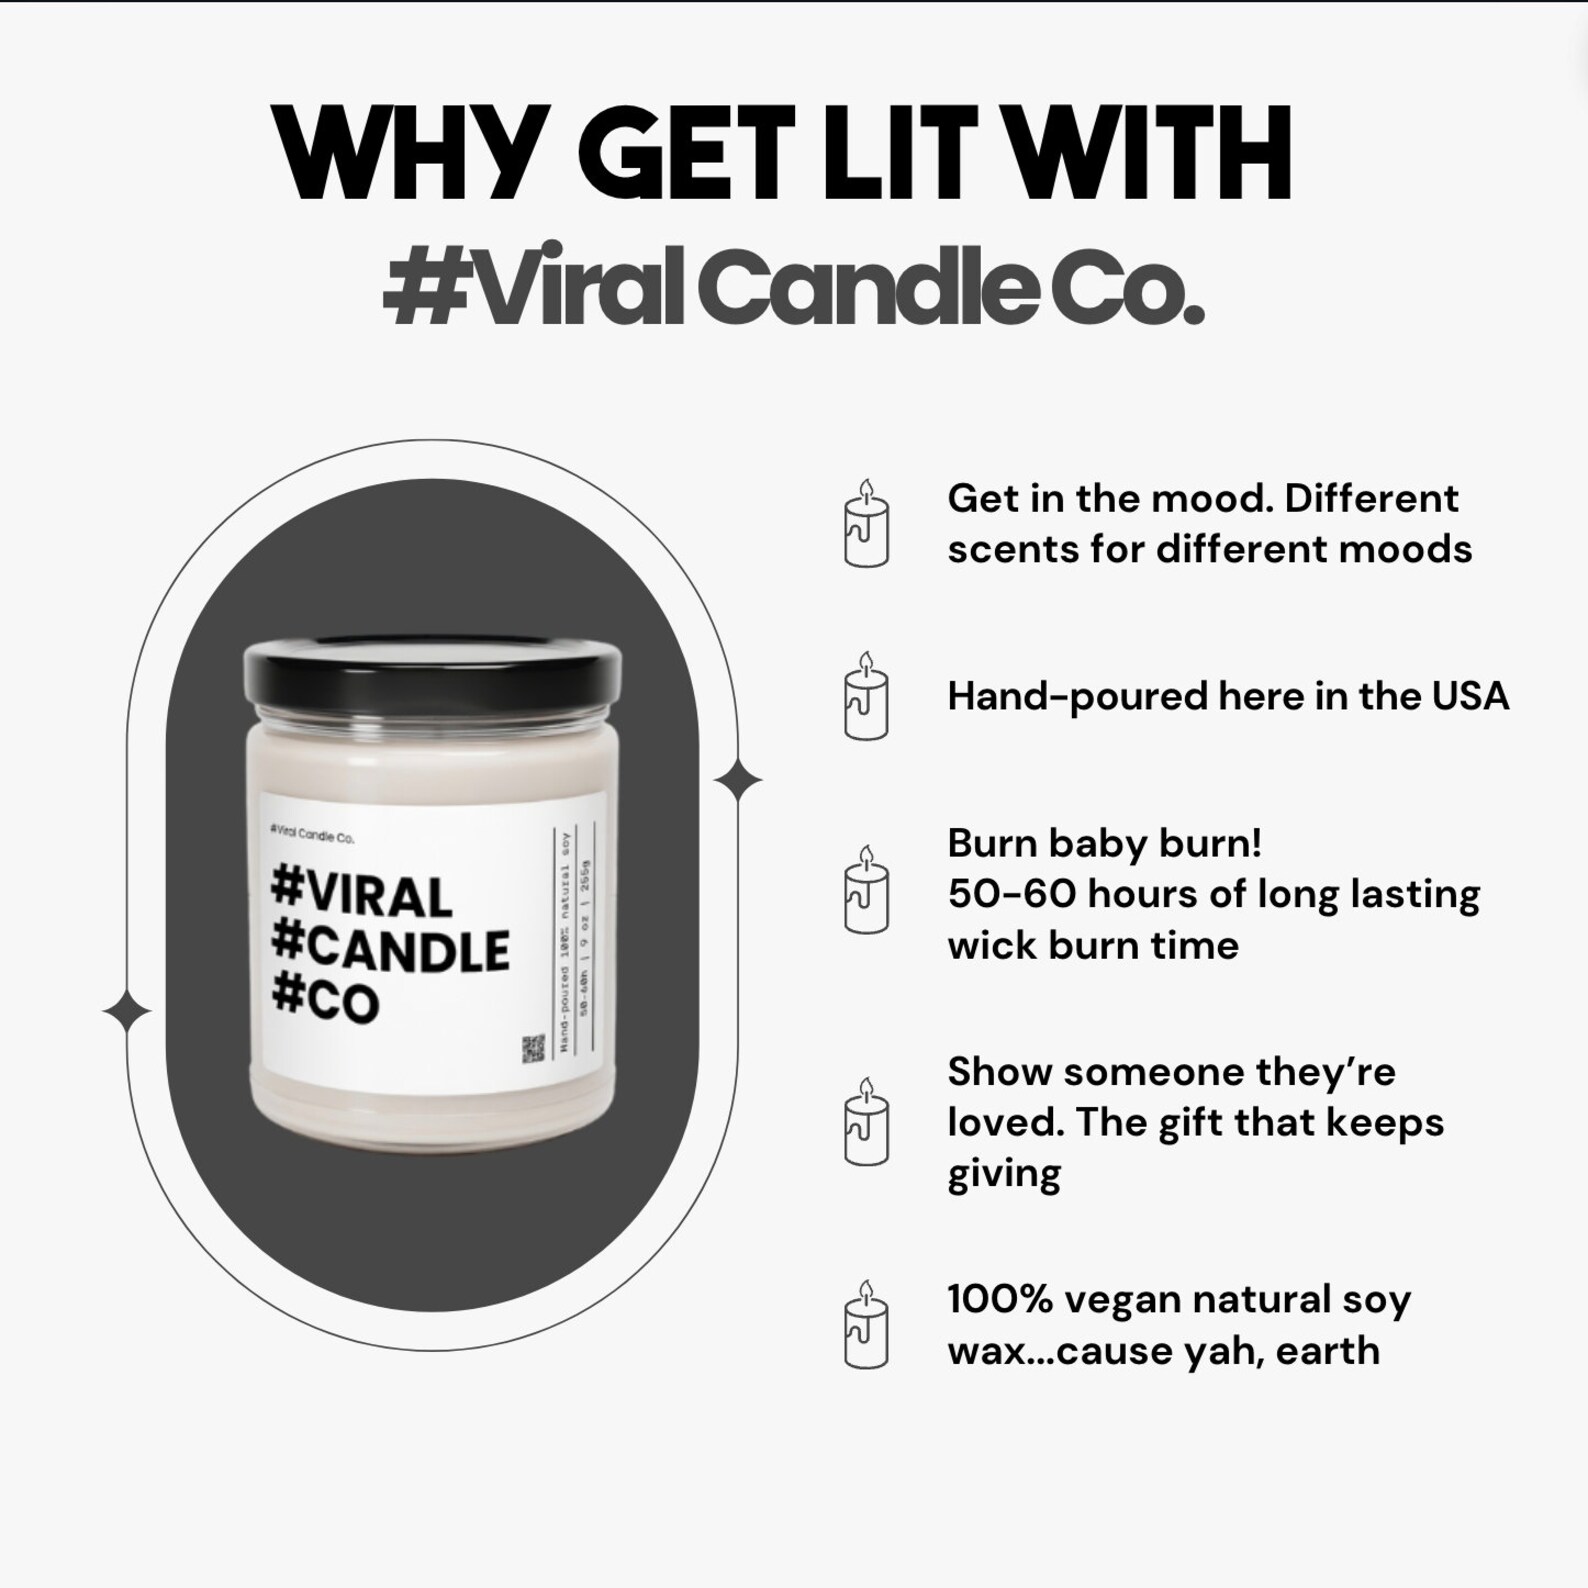 WHY GET LIT WITH
#Viral Candle Co.
#Viral Candle Co.
#VIRAL
#CANDLE
#CO
Hand-poured 100% natural soy
50-60h | 9 oz | 255g
Get in the mood. Different
scents for different moods
Hand-poured here in the USA
Burn baby burn!
50-60 hours of long lasting
wick burn time
Show someone they’re
loved. The gift that keeps
giving
100% vegan natural soy
wax...cause yah, earth